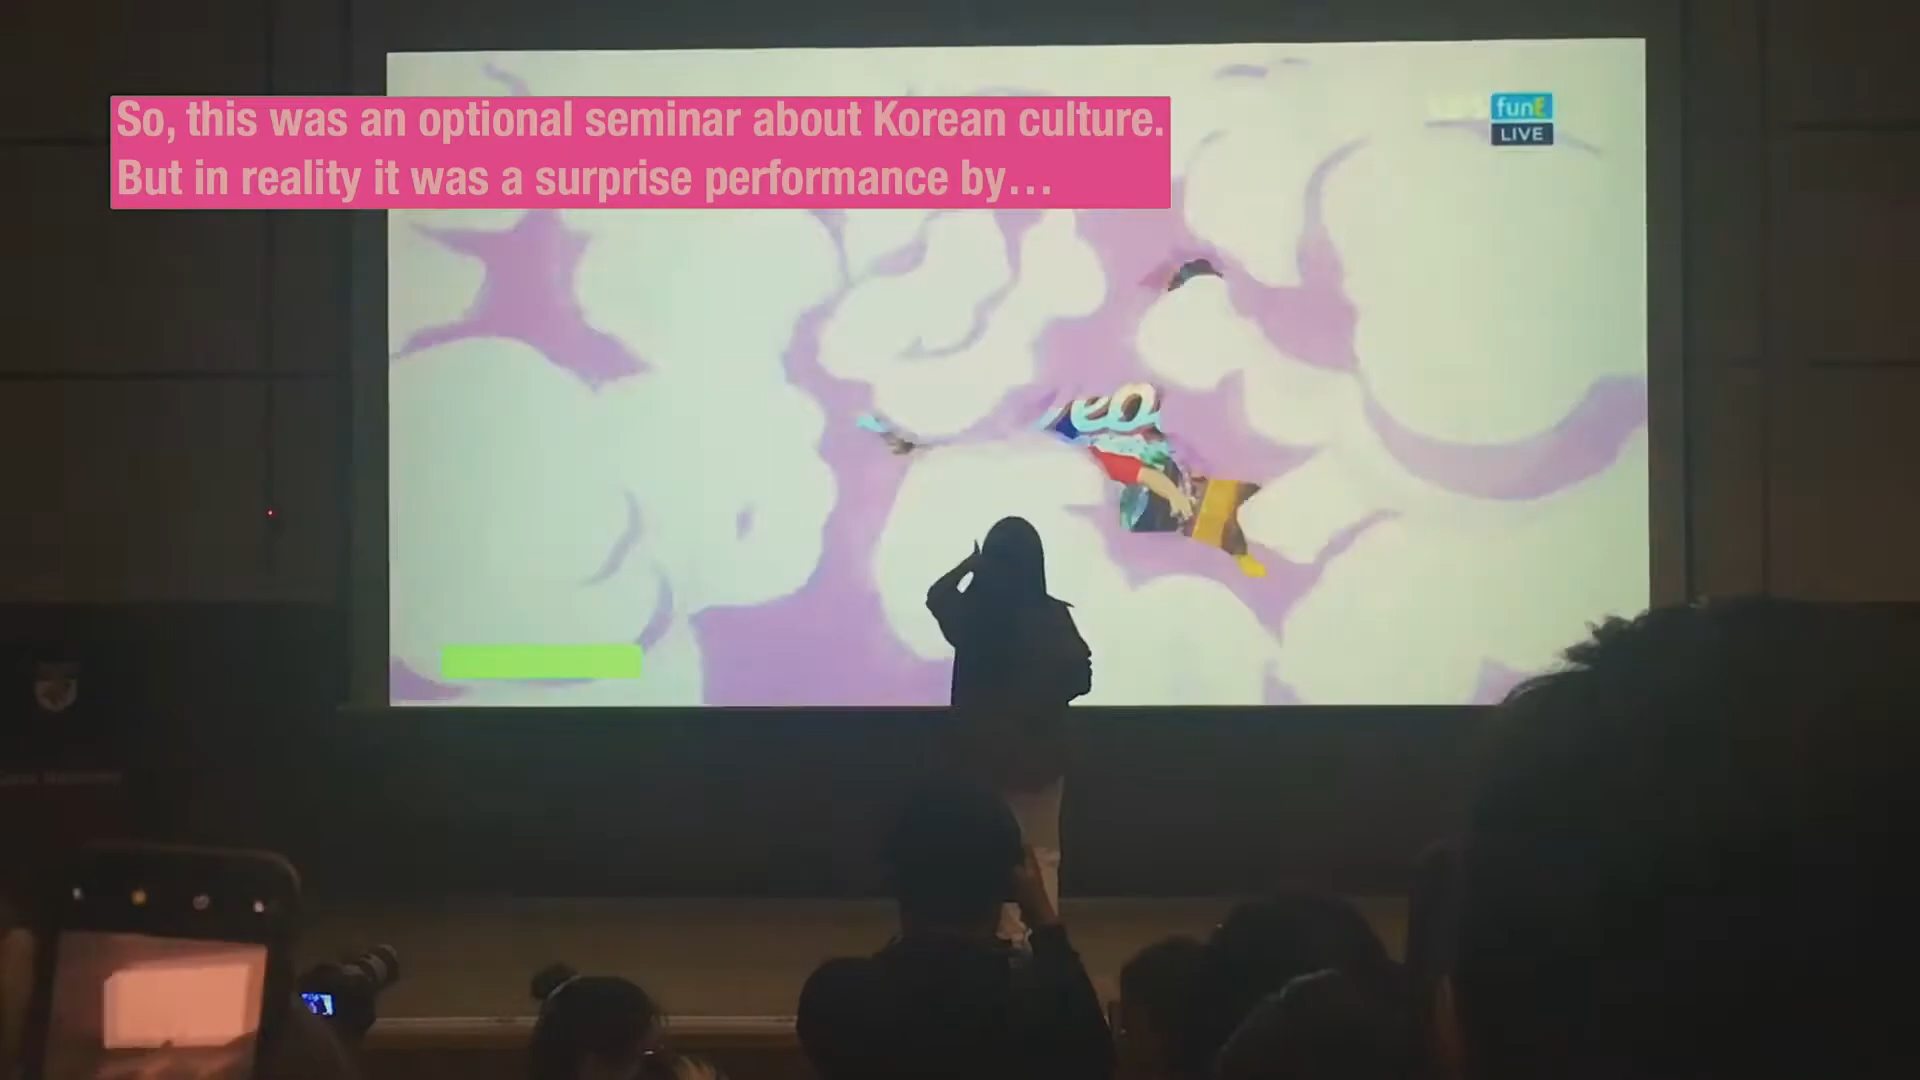 So, this was an optional seminar about Korean culture.
But in reality it was a surprise performance by...
funE
LIVE
eo